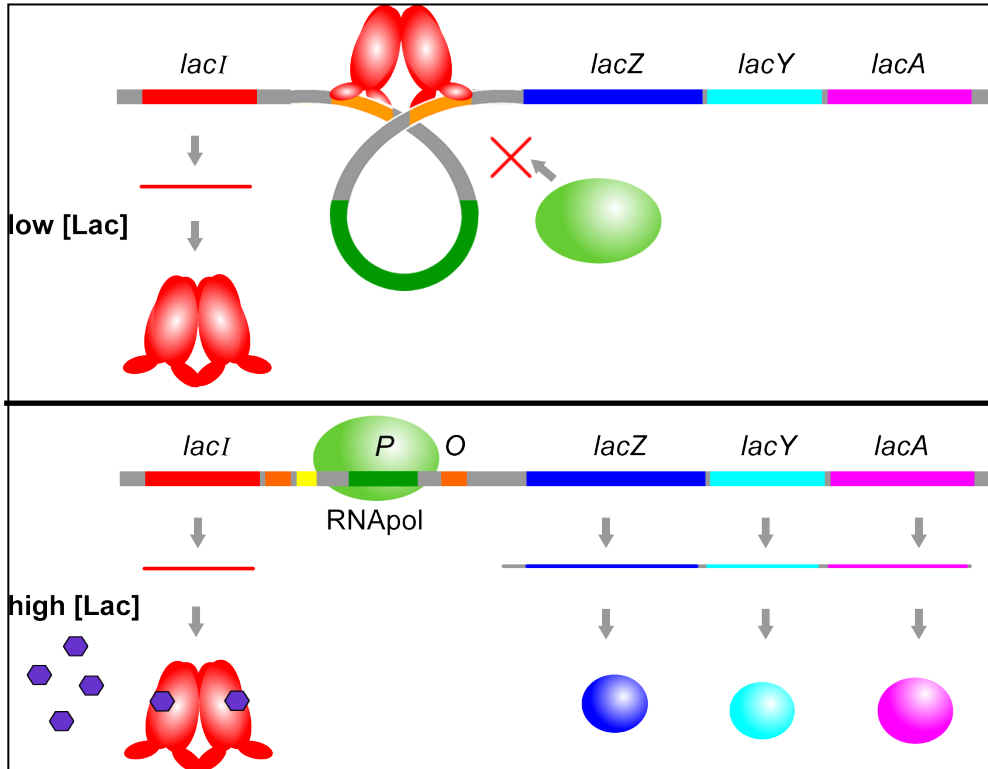 lacI
lacZ
lacY
lacA
low [Lac]
lacI
P
O
lacZ
lacY
lacA
RNApol
high [Lac]